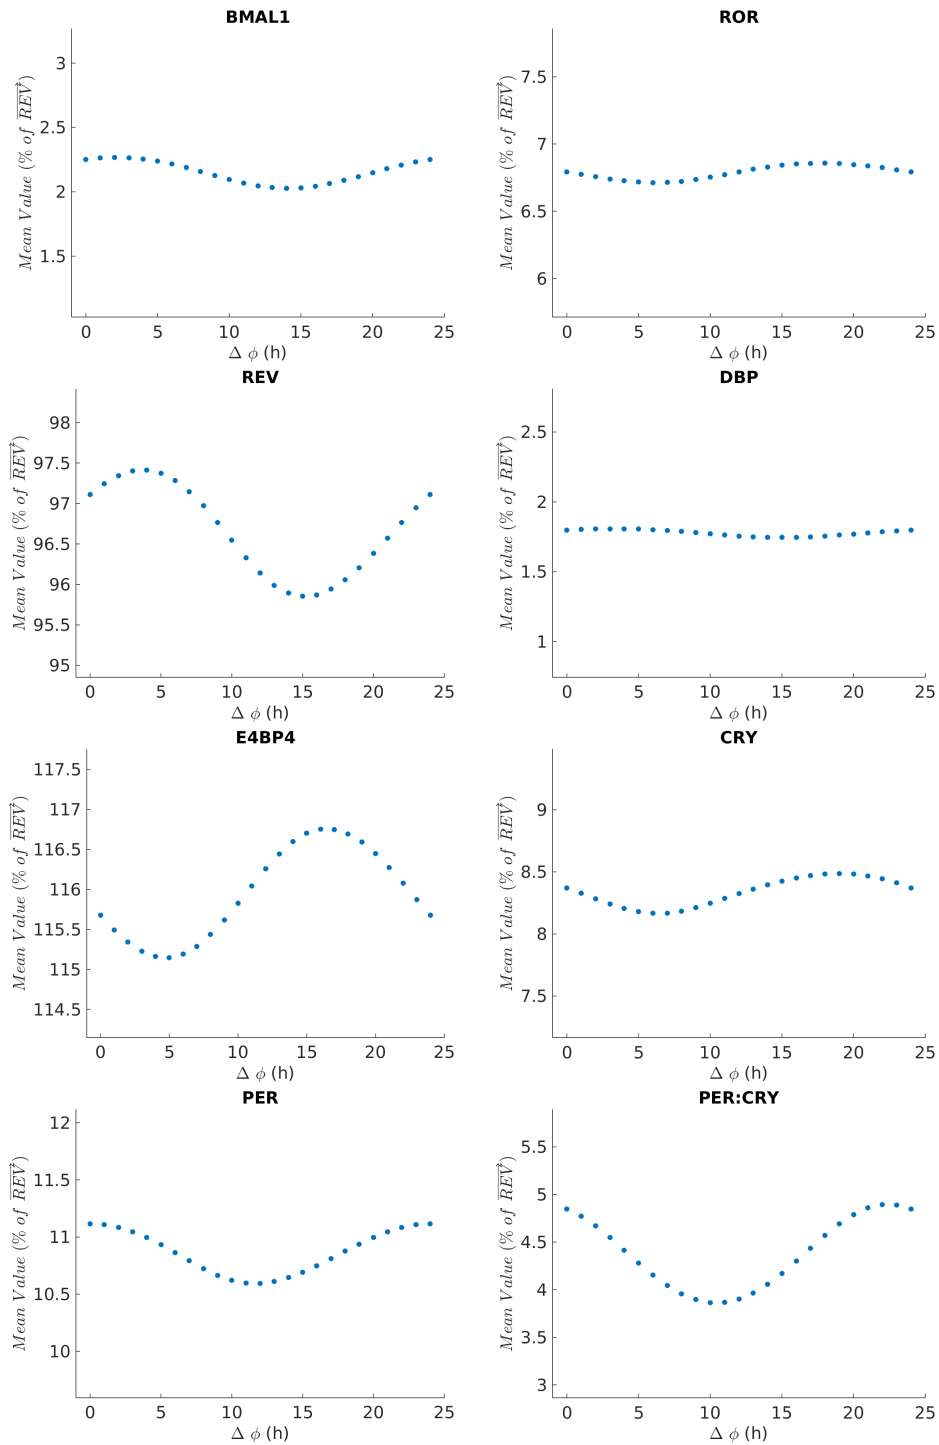 BMAL1
Mean Value (% of REV)
3
2.5
2
1.5
0 5 10 15 20 25
Δ ϕ (h)
ROR
Mean Value (% of REV)
7.5
7
6.5
6
0 5 10 15 20 25
Δ ϕ (h)
REV
Mean Value (% of REV)
98
97.5
97
96.5
96
95.5
95
0 5 10 15 20 25
Δ ϕ (h)
DBP
Mean Value (% of REV)
2.5
2
1.5
1
0 5 10 15 20 25
Δ ϕ (h)
E4BP4
Mean Value (% of REV)
117.5
117
116.5
116
115.5
115
114.5
0 5 10 15 20 25
Δ ϕ (h)
CRY
Mean Value (% of REV)
9
8.5
8
7.5
0 5 10 15 20 25
Δ ϕ (h)
PER
Mean Value (% of REV)
12
11.5
11
10.5
10
0 5 10 15 20 25
Δ ϕ (h)
PER:CRY
Mean Value (% of REV)
5.5
5
4.5
4
3.5
3
0 5 10 15 20 25
Δ ϕ (h)